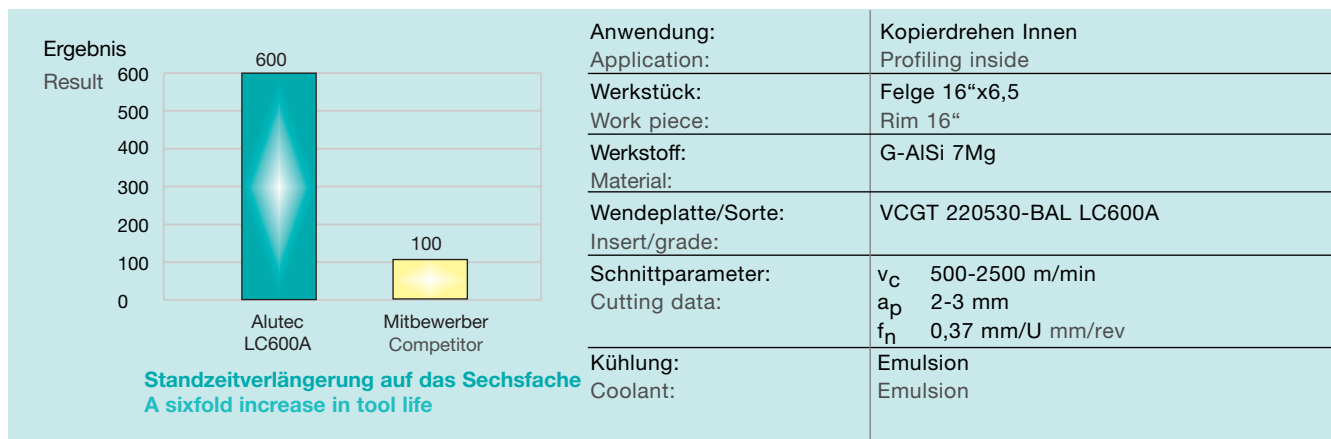 Ergebnis
Result
600
500
400
300
200
100
0
600
100
Alutec
LC600A
Mitbewerber
Competitor
Standzeitverlängerung auf das Sechsfache
A sixfold increase in tool life
Anwendung: Kopierdrehen Innen
Application: Profiling inside
Werkstück: Felge 16“x6,5
Work piece: Rim 16“
Werkstoff: G-AlSi 7Mg
Material:
Wendeplatte/Sorte: VCGT 220530-BAL LC600A
Insert/grade:
Schnittparameter: vC 500-2500 m/min
Cutting data: ap 2-3 mm
fn 0,37 mm/U mm/rev
Kühlung: Emulsion
Coolant: Emulsion